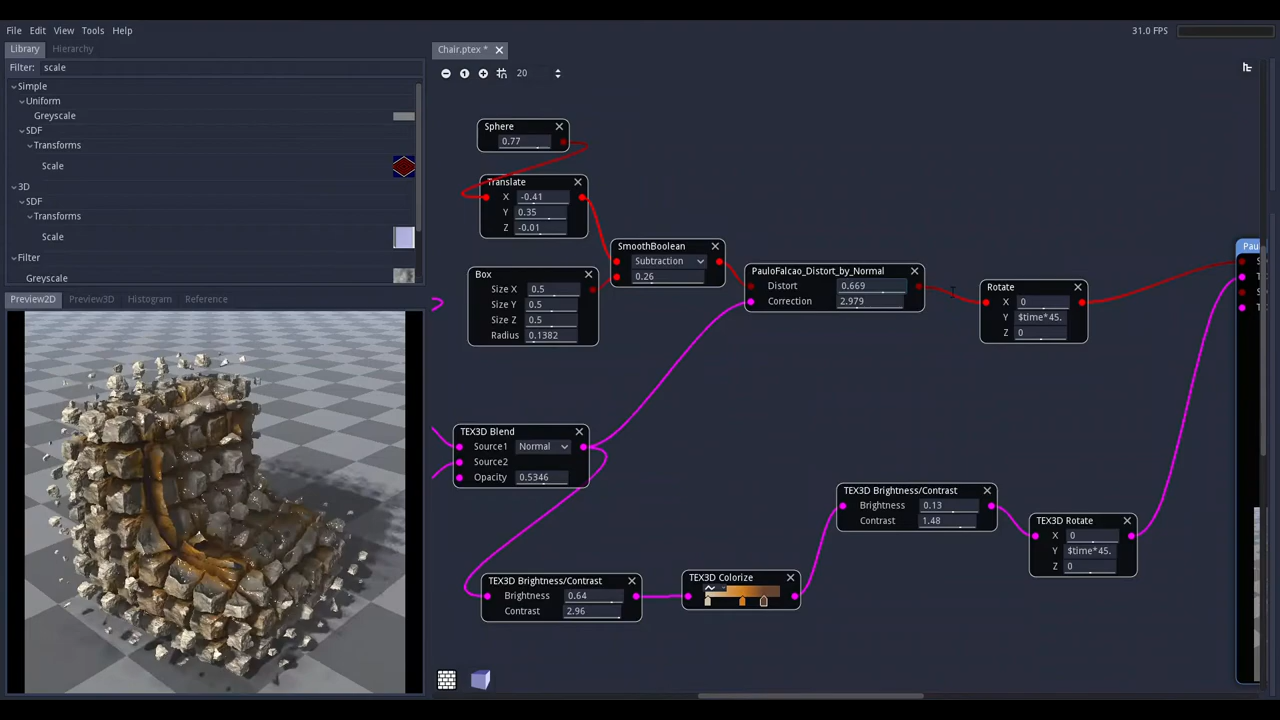 File Edit View Tools Help
31.0 FPS
Library Hierarchy
Filter: scale
Simple
Uniform
Greyscale
SDF
Transforms
Scale
3D
SDF
Transforms
Scale
Filter
Greyscale
Preview2D Preview3D Histogram Reference
Chair.ptex *
20
Sphere
0.77
Translate
X -0.41
Y 0.35
Z -0.01
SmoothBoolean
Subtraction
0.26
Box
Size X 0.5
Size Y 0.5
Size Z 0.5
Radius 0.1382
PauloFalcao_Distort_by_Normal
Distort 0.669
Correction 2.979
Rotate
X 0
Y $time*45.
Z 0
Pau
TEX3D Blend
Source1 Normal
Source2
Opacity 0.5346
TEX3D Brightness/Contrast
Brightness 0.13
Contrast 1.48
TEX3D Rotate
X 0
Y $time*45.
Z 0
TEX3D Brightness/Contrast
Brightness 0.64
Contrast 2.96
TEX3D Colorize